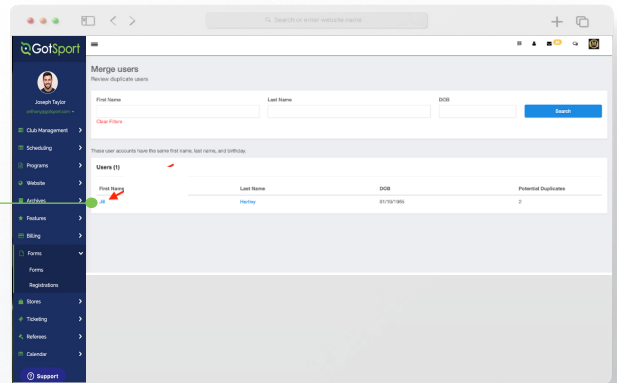 Search or enter website name
GotSport
Joseph Taylor
Club Management
Scheduling
Programs
Website
Archives
Features
Billing
Forms
Forms
Registrations
Stores
Ticketing
Referees
Calendar
Support
Merge users
Review duplicate users
First Name
Last Name
DOB
Search
Clear Filters
These user accounts have the same first name, last name, and birthday.
Users (1)
First Name Last Name DOB Potential Duplicates
Jill Hartley 01/19/1985 2